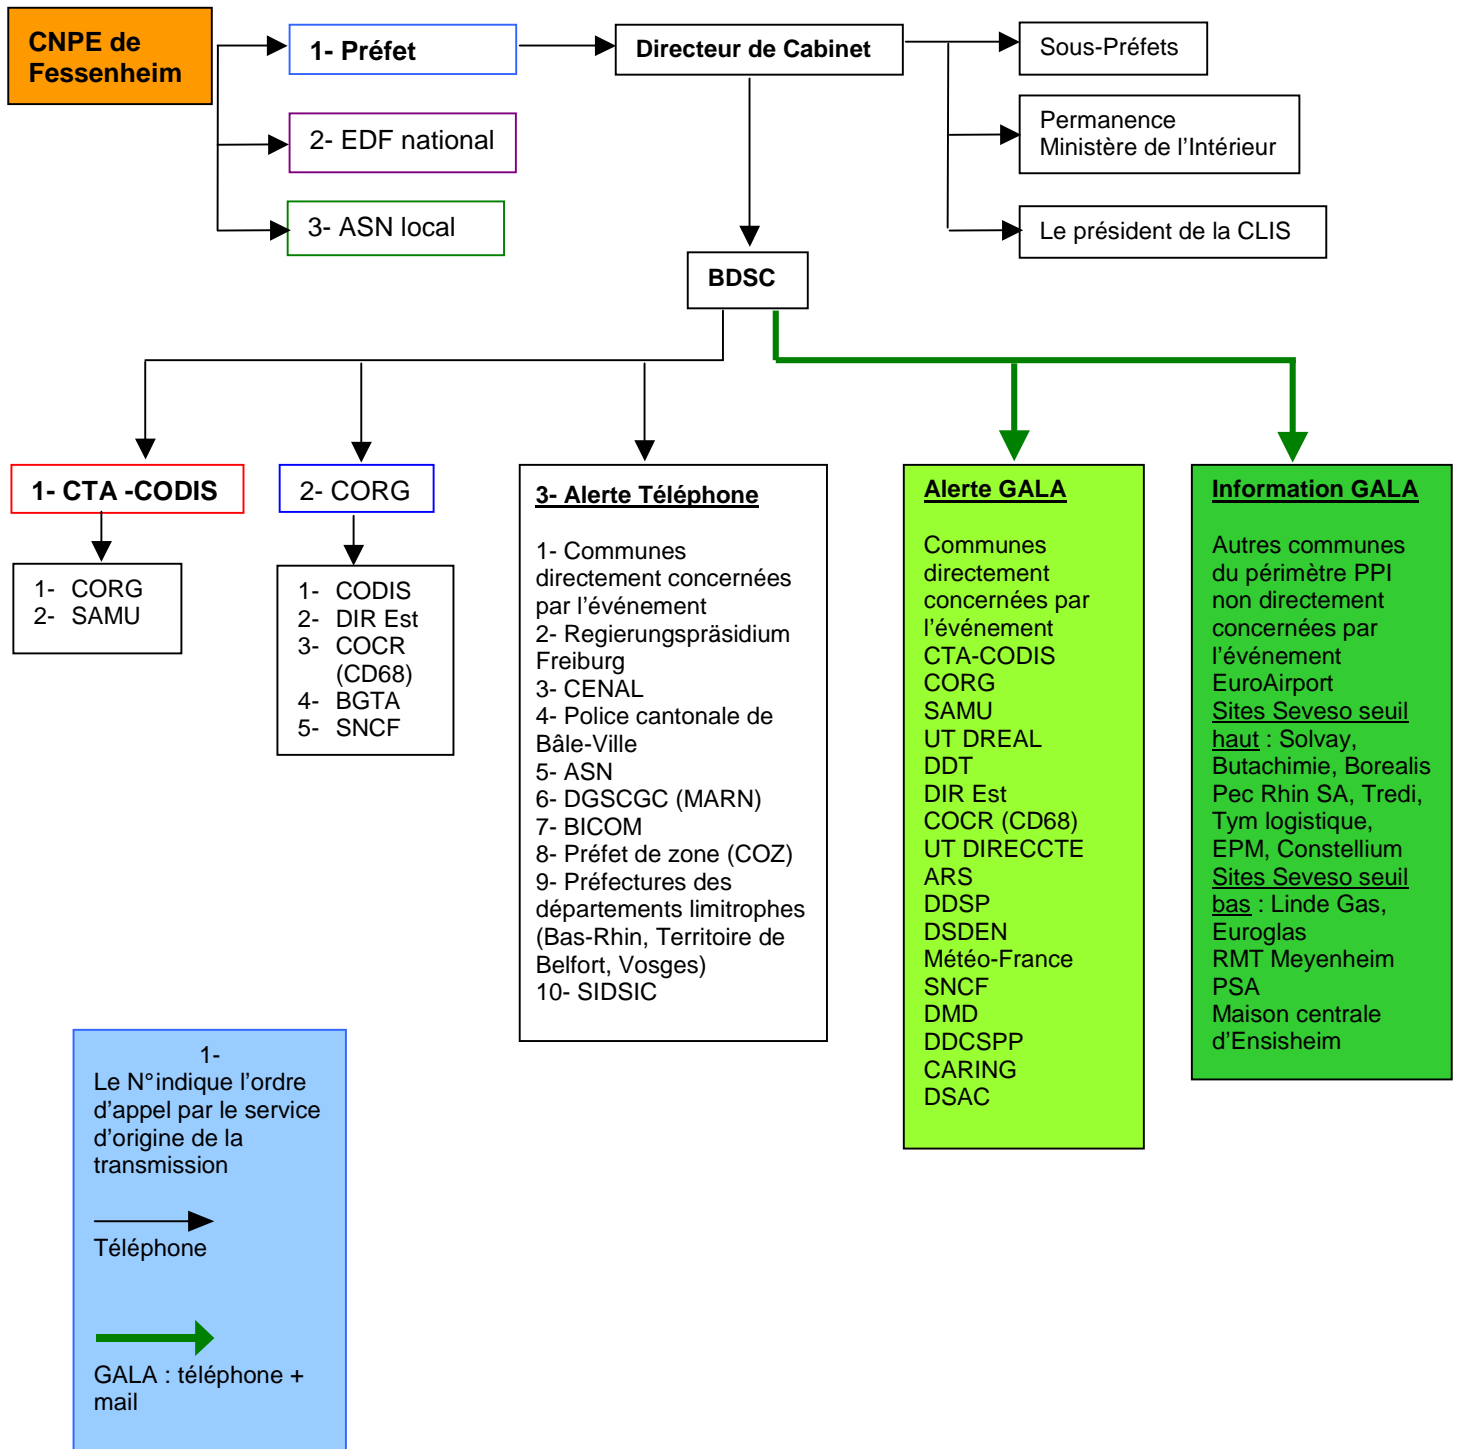 CNPE de
Fessenheim
1- Préfet
Directeur de Cabinet
Sous-Préfets
2- EDF national
Permanence
Ministère de l'Intérieur
3- ASN local
Le président de la CLIS
BDSC
1- CTA -CODIS
1- CORG
2- SAMU
2- CORG
1- CODIS
2- DIR Est
3- COCR
(CD68)
4- BGTA
5- SNCF
3- Alerte Téléphone
1- Communes
directement concernées
par l'événement
2- Regierungspräsidium
Freiburg
3- CENAL
4- Police cantonale de
Bâle-Ville
5- ASN
6- DGSCGC (MARN)
7- BICOM
8- Préfet de zone (COZ)
9- Préfectures des
départements limitrophes
(Bas-Rhin, Territoire de
Belfort, Vosges)
10- SIDSIC
Alerte GALA
Communes
directement
concernées par
l'événement
CTA-CODIS
CORG
SAMU
UT DREAL
DDT
DIR Est
COCR (CD68)
UT DIRECCTE
ARS
DDSP
DSDEN
Météo-France
SNCF
DMD
DDCSPP
CARING
DSAC
Information GALA
Autres communes
du périmètre PPI
non directement
concernées par
l'événement
EuroAirport
Sites Seveso seuil
haut : Solvay,
Butachimie, Borealis
Pec Rhin SA, Tredi,
Tym logistique,
EPM, Constellium
Sites Seveso seuil
bas : Linde Gas,
Euroglas
RMT Meyenheim
PSA
Maison centrale
d'Ensisheim
1-
Le N°indique l'ordre
d'appel par le service
d'origine de la
transmission
Téléphone
GALA : téléphone +
mail